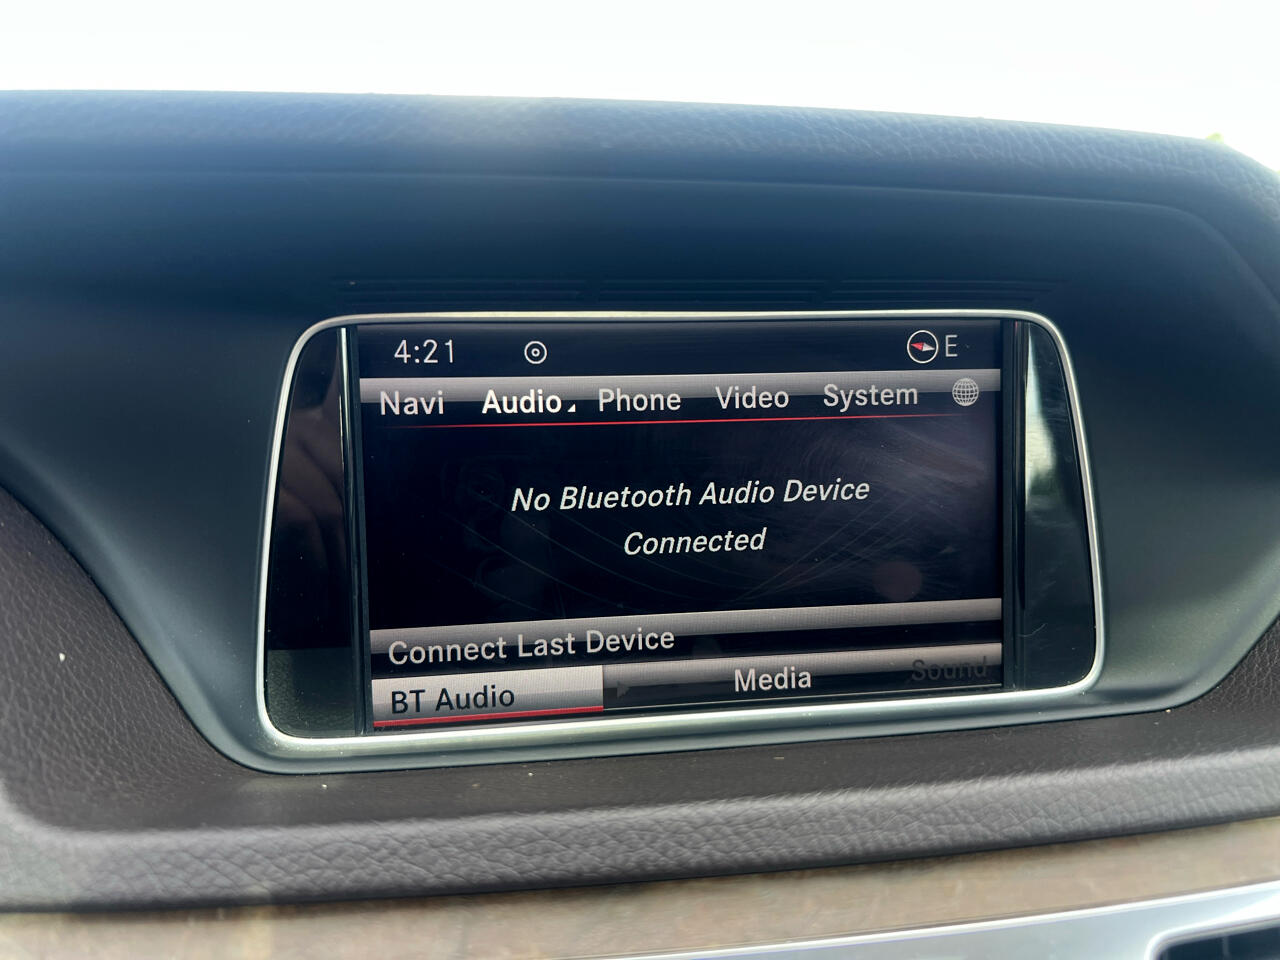 4:21 E
Navi Audio Phone Video System
No Bluetooth Audio Device
Connected
Connect Last Device
BT Audio Media Sound